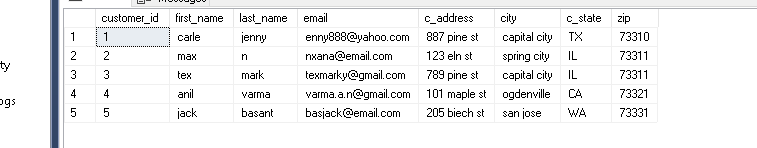 Messages
customer_id first_name last_name email c_address city c_state zip
1 1 carle jenny enny888@yahoo.com 887 pine st capital city TX 73310
2 2 max n nxana@email.com 123 eln st spring city IL 73311
3 3 tex mark texmarky@gmail.com 789 pine st capital city IL 73311
ty
4 4 anil varma varma.a.n@gmail.com 101 maple st ogdenville CA 73321
ogs
5 5 jack basant basjack@email.com 205 biech st san jose WA 73331